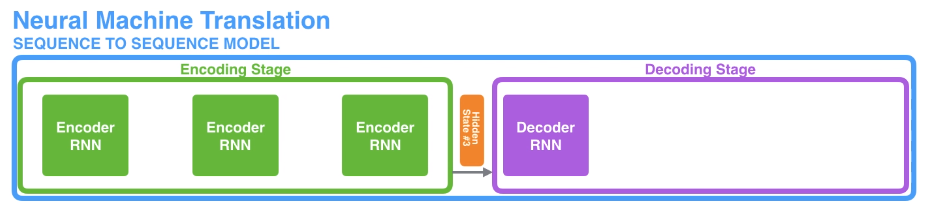 Neural Machine Translation
SEQUENCE TO SEQUENCE MODEL
Encoding Stage
Decoding Stage
Encoder
RNN
Encoder
RNN
Encoder
RNN
Hidden
State #3
Decoder
RNN